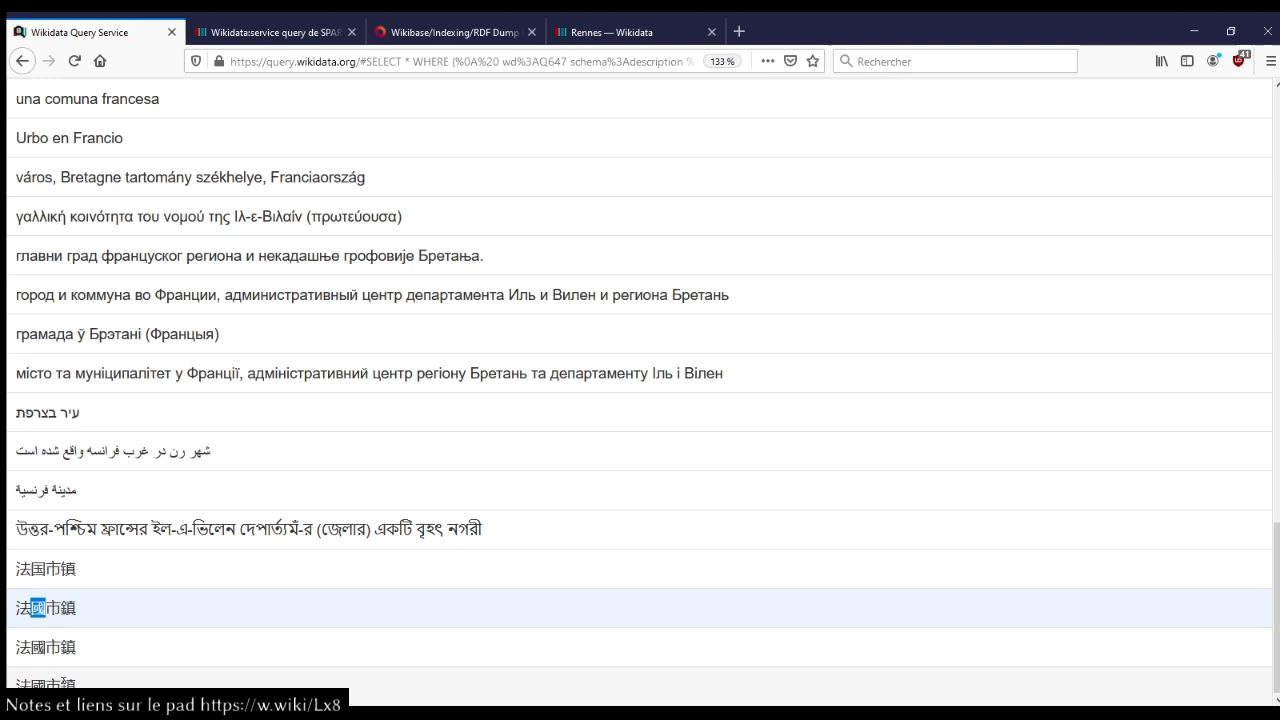 Wikidata Query Service
Wikidata:service query de SPAR
Wikibase/Indexing/RDF Dump
Rennes — Wikidata
https://query.wikidata.org/#SELECT * WHERE {%0A%20 wd%3AQ647 schema%3Adescription %
133 %
Rechercher
una comuna francesa
Urbo en Francio
város, Bretagne tartomány székhelye, Franciaország
γαλλική κοινότητα του νομού της Ιλ-ε-Βιλαίν (πρωτεύουσα)
главни град француског региона и некадашње грофовије Бретања.
город и коммуна во Франции, административный центр департамента Иль и Вилен и региона Бретань
грамада ў Брэтані (Францыя)
місто та муніципалітет у Франції, адміністративний центр регіону Бретань та департаменту Іль і Вілен
עיר בצרפת
شهر رن در غرب فرانسه واقع شده است
مدينة فرنسية
উত্তর-পশ্চিম ফ্রান্সের ইল-এ-ভিলেন দেপার্ত্যমঁ-র (জেলার) একটি বৃহৎ নগরী
法国市镇
法國市鎮
法國市鎮
法國市鎮
Notes et liens sur le pad https://w.wiki/Lx8